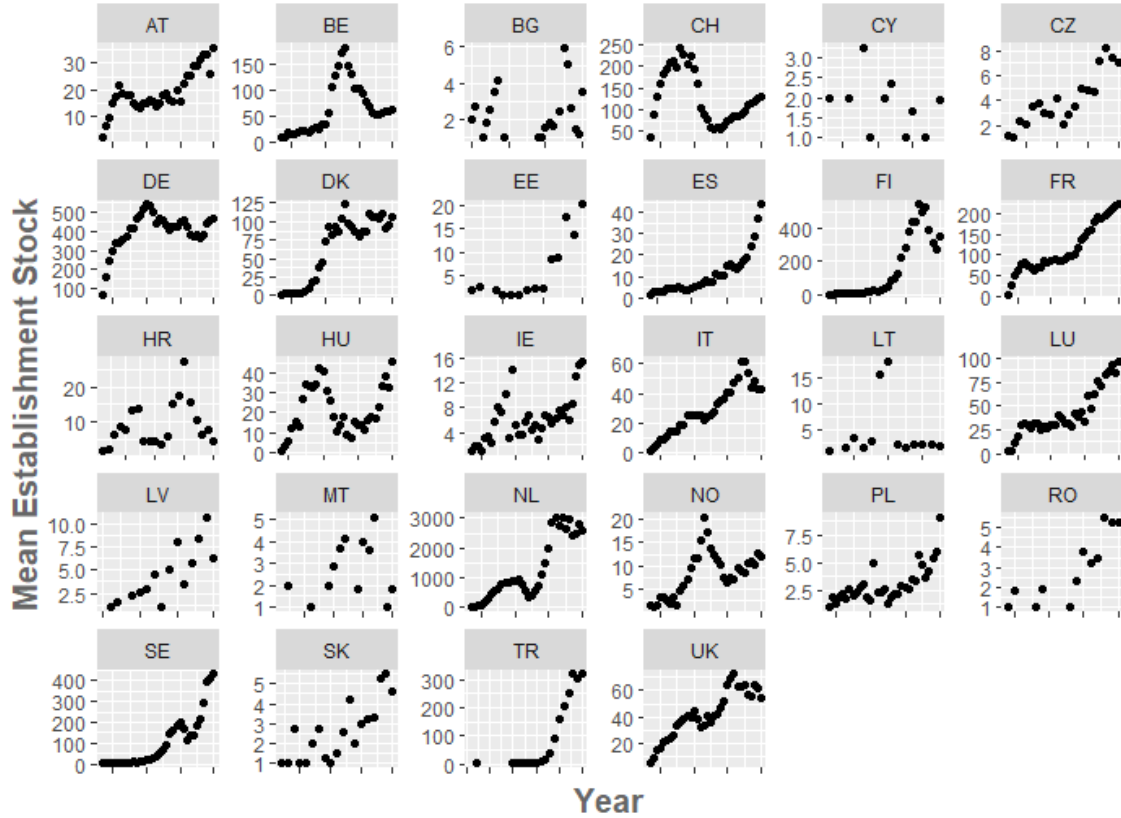 AT BE BG CH CY CZ
30 20 10
150 100 50 0
6 4 2
250 200 150 100 50
3.0 2.5 2.0 1.5 1.0
8 6 4 2
DE DK EE ES FI FR
500 400 300 200 100
125 100 75 50 25 0
20 15 10 5
40 30 20 10 0
400 200 0
200 150 100 50 0
HR HU IE IT LT LU
20 10
40 30 20 10 0
16 12 8 4
60 40 20 0
15 10 5
100 75 50 25 0
LV MT NL NO PL RO
10.0 7.5 5.0 2.5
5 4 3 2 1
3000 2000 1000 0
20 15 10 5
7.5 5.0 2.5
5 4 3 2 1
SE SK TR UK
400 300 200 100 0
5 4 3 2 1
300 200 100 0
60 40 20
Mean Establishment Stock
Year